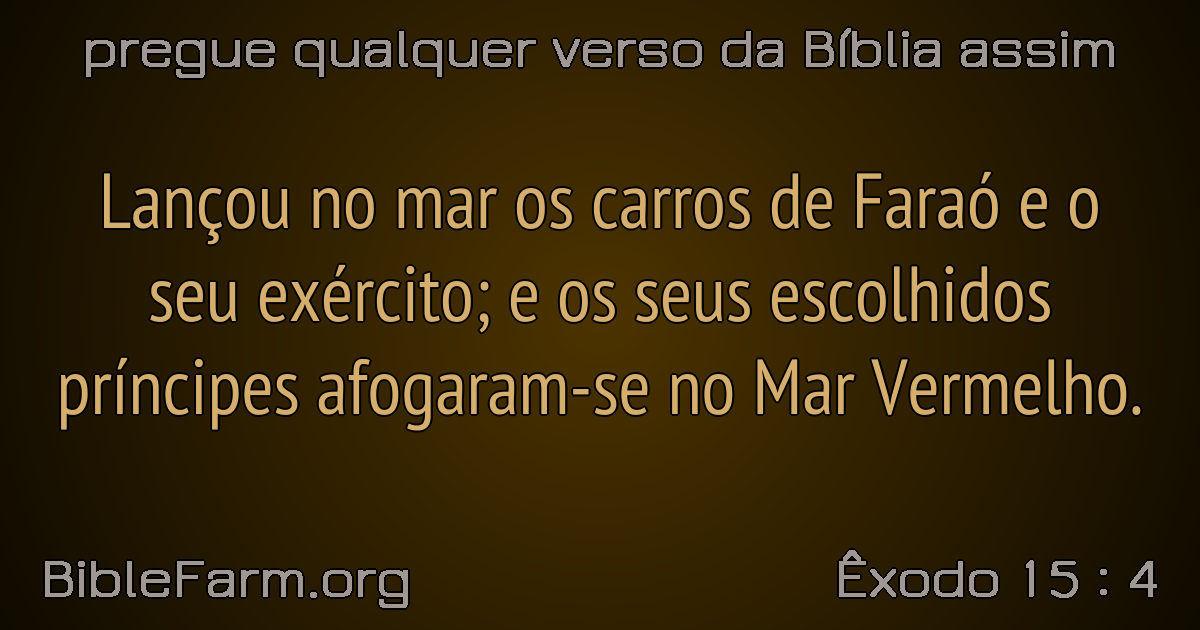 pregue qualquer verso da Bíblia assim
Lançou no mar os carros de Faraó e o
seu exército; e os seus escolhidos
príncipes afogaram-se no Mar Vermelho.
BibleFarm.org
Êxodo 15 : 4